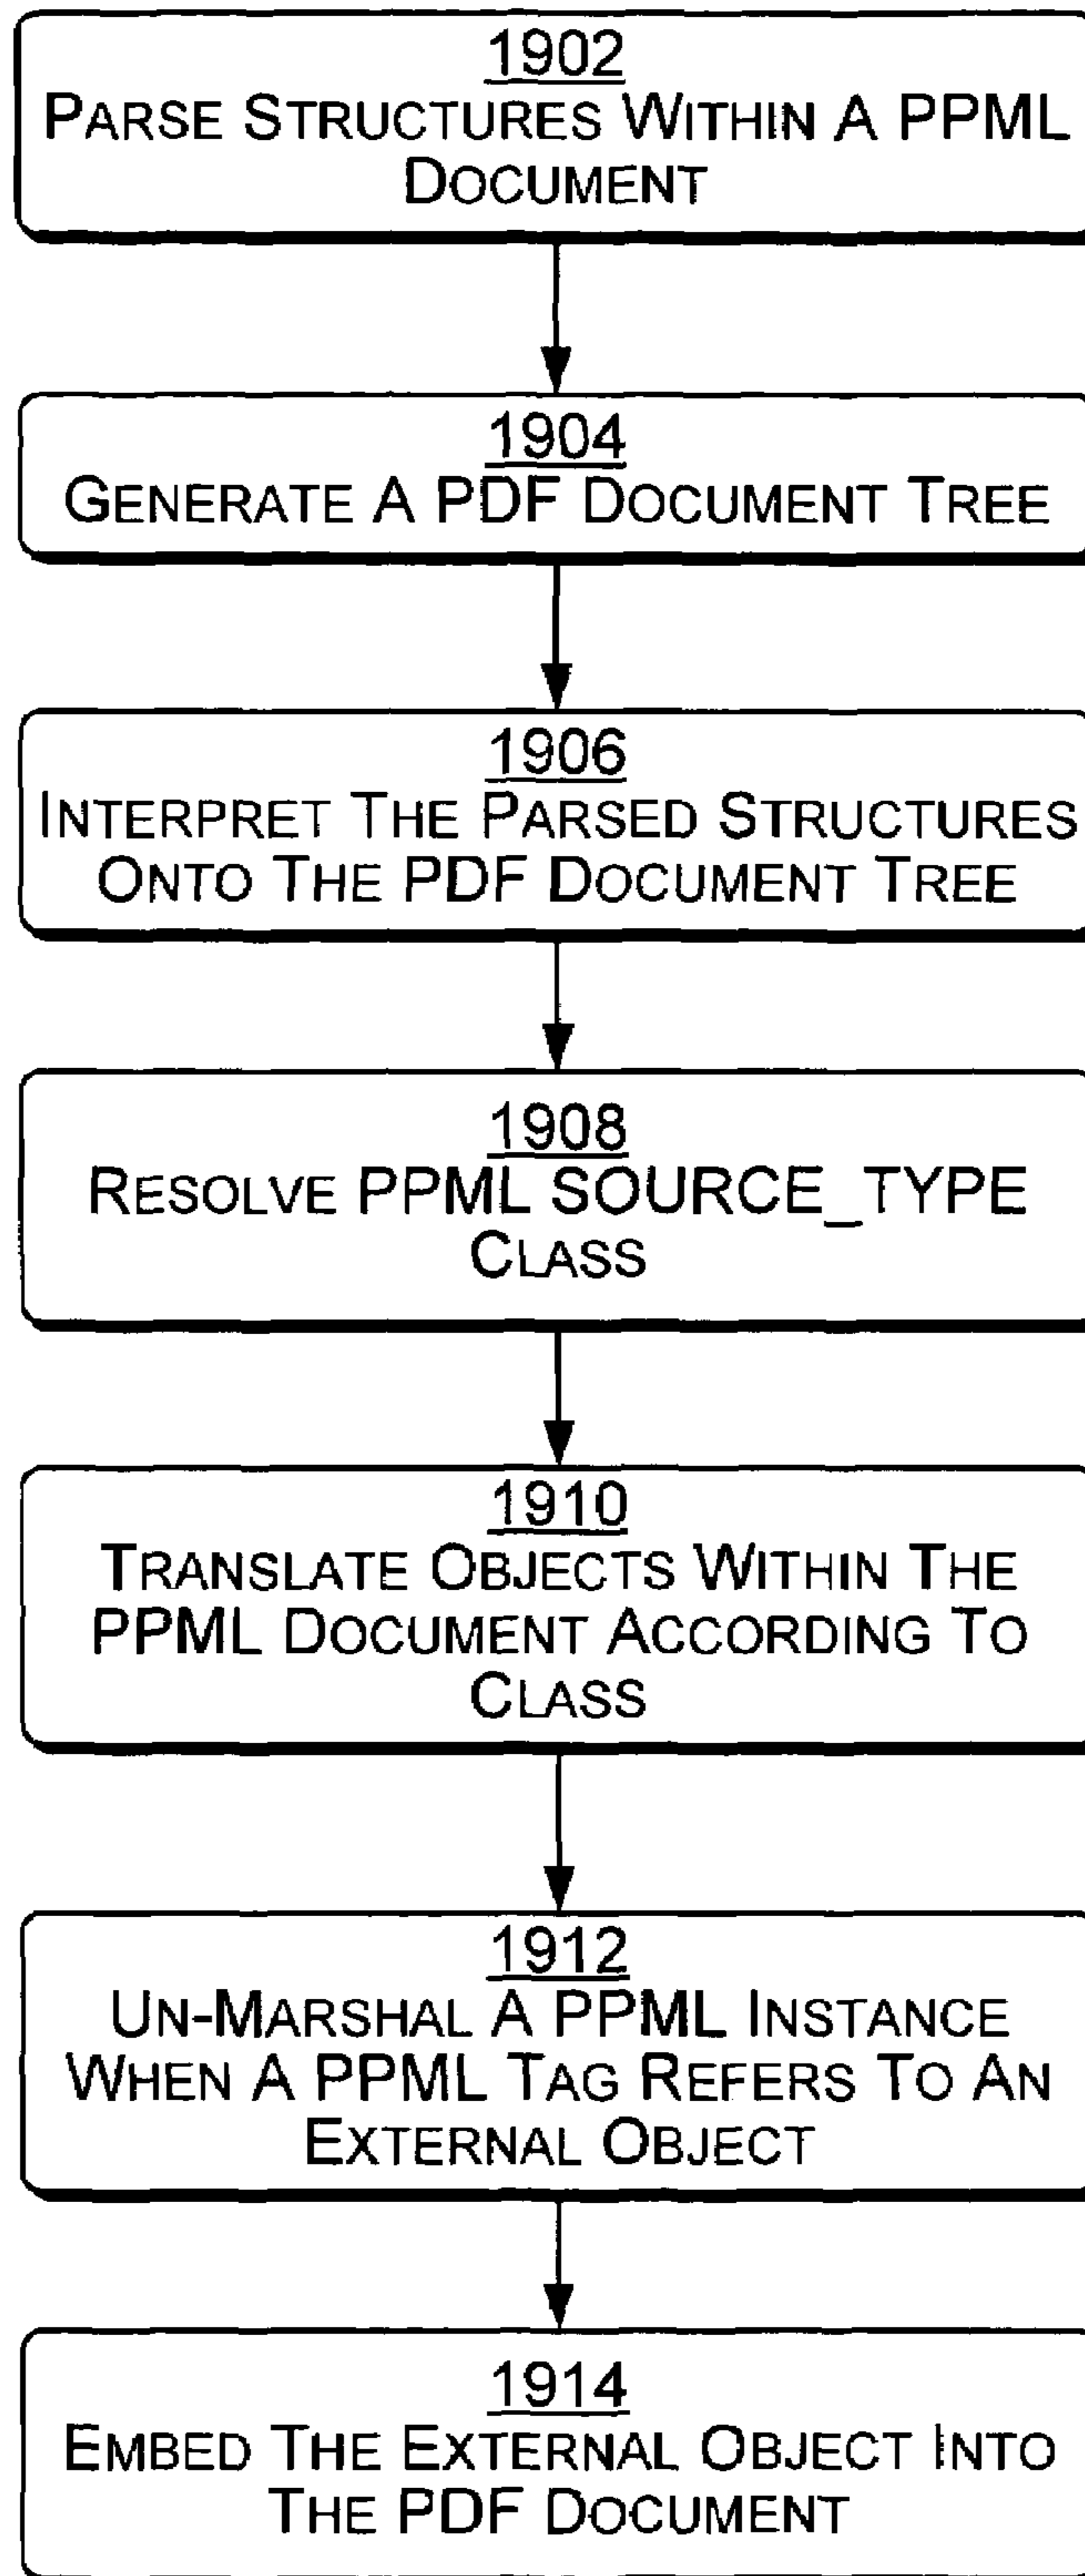 1902
PARSE STRUCTURES WITHIN A PPML
DOCUMENT
1904
GENERATE A PDF DOCUMENT TREE
1906
INTERPRET THE PARSED STRUCTURES
ONTO THE PDF DOCUMENT TREE
1908
RESOLVE PPML SOURCE_TYPE
CLASS
1910
TRANSLATE OBJECTS WITHIN THE
PPML DOCUMENT ACCORDING TO
CLASS
1912
UN-MARSHAL A PPML INSTANCE
WHEN A PPML TAG REFERS TO AN
EXTERNAL OBJECT
1914
EMBED THE EXTERNAL OBJECT INTO
THE PDF DOCUMENT